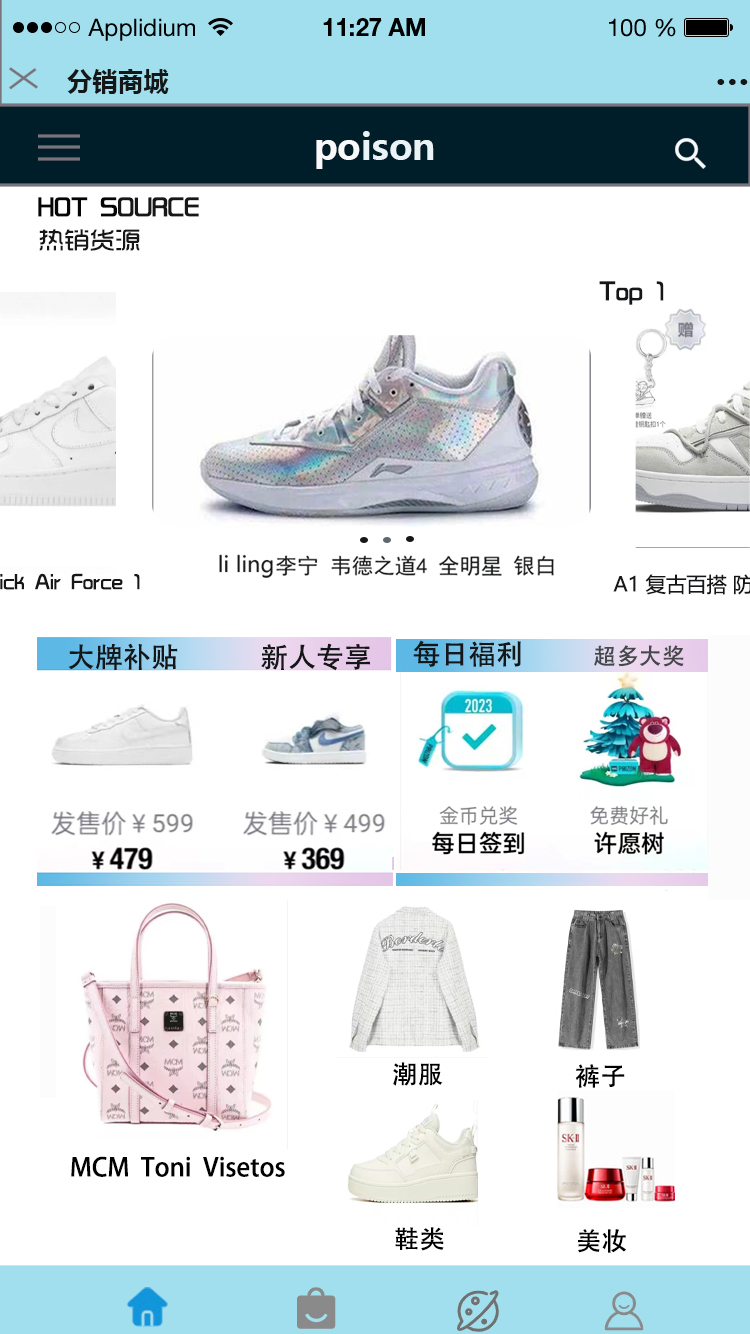 Applidium 11:27 AM 100 %
分销商城
poison
HOT SOURCE
热销货源
Top 1
赠
li ling李宁 韦德之道4 全明星 银白
ick Air Force 1
A1 复古百搭 防
大牌补贴 新人专享 每日福利 超多大奖
2023
发售价￥599 发售价￥499 金币兑奖 免费好礼
¥479 ¥369 每日签到 许愿树
MCM
潮服 裤子
SK-II
MCM Toni Visetos
鞋类 美妆